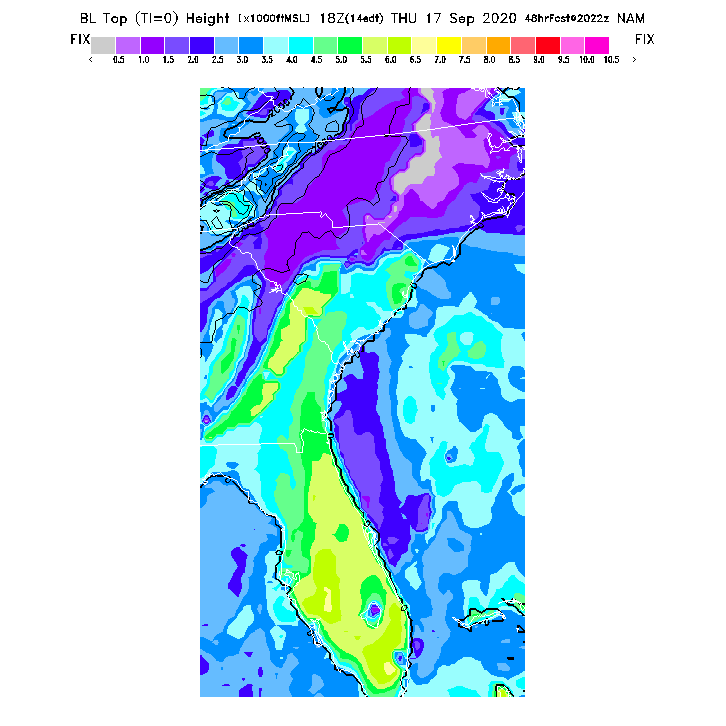 BL Top (TI=0) Height [x1000ftMSL] 18Z(14edt) THU 17 Sep 2020 48hrFcst@2022z NAM
FIX FIX
< 0.5 1.0 1.5 2.0 2.5 3.0 3.5 4.0 4.5 5.0 5.5 6.0 6.5 7.0 7.5 8.0 8.5 9.0 9.5 10.0 10.5 >